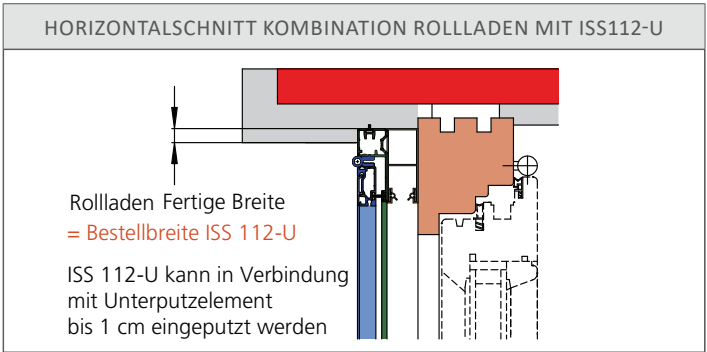 HORIZONTALSCHNITT KOMBINATION ROLLLADEN MIT ISS112-U
Rollladen Fertige Breite
= Bestellbreite ISS 112-U
ISS 112-U kann in Verbindung
mit Unterputzelement
bis 1 cm eingeputzt werden